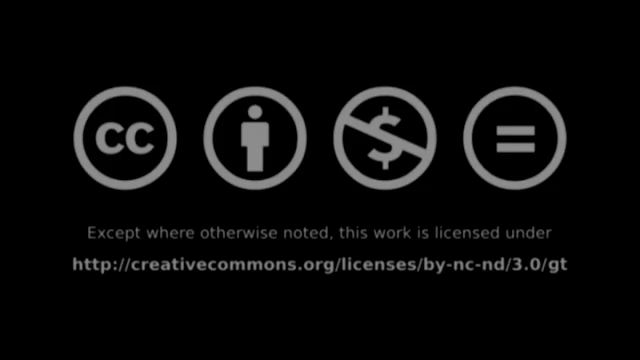 cc
$
=
Except where otherwise noted, this work is licensed under
http://creativecommons.org/licenses/by-nc-nd/3.0/gt